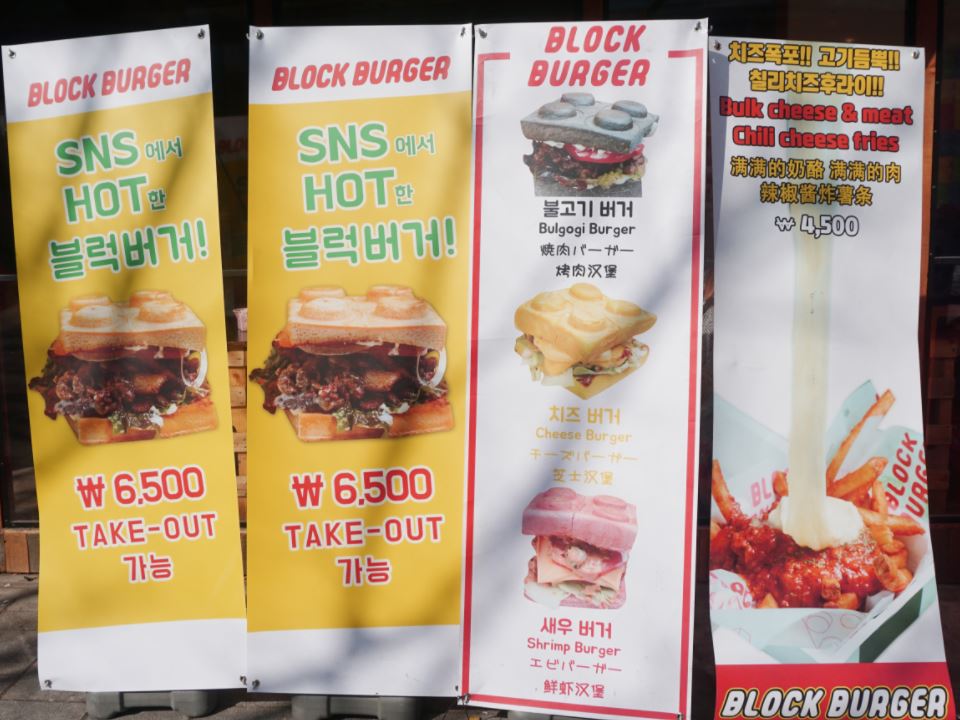 BLOCK BURGER
SNS에서
HOT한
블럭버거!
₩ 6,500
TAKE-OUT
가능
BLOCK BURGER
SNS에서
HOT한
블럭버거!
₩ 6,500
TAKE-OUT
가능
BLOCK
BURGER
불고기 버거
Bulgogi Burger
焼肉バーガー
烤肉汉堡
치즈 버거
Cheese Burger
チーズバーガー
芝士汉堡
새우 버거
Shrimp Burger
エビバーガー
鲜虾汉堡
치즈폭포!! 고기듬뿍!!
칠리치즈후라이!!
Bulk cheese & meat
Chili cheese fries
满满的奶酪 满满的肉
辣椒酱炸薯条
₩ 4,500
BLOCK
BURGER
BLOCK BURGER